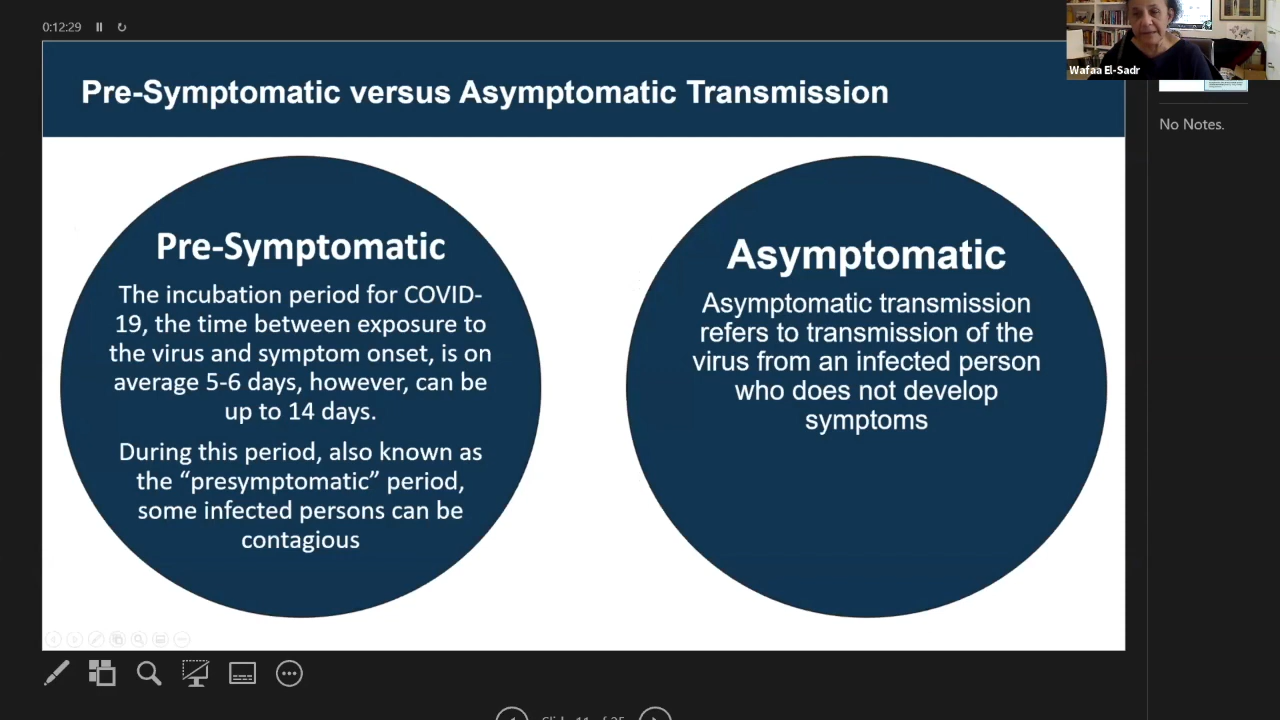 0:12:29
Wafaa El-Sadr
Pre-Symptomatic versus Asymptomatic Transmission
No Notes.
Pre-Symptomatic
The incubation period for COVID-
19, the time between exposure to
the virus and symptom onset, is on
average 5-6 days, however, can be
up to 14 days.
During this period, also known as
the “presymptomatic” period,
some infected persons can be
contagious
Asymptomatic
Asymptomatic transmission
refers to transmission of the
virus from an infected person
who does not develop
symptoms
Slide 11 of 25